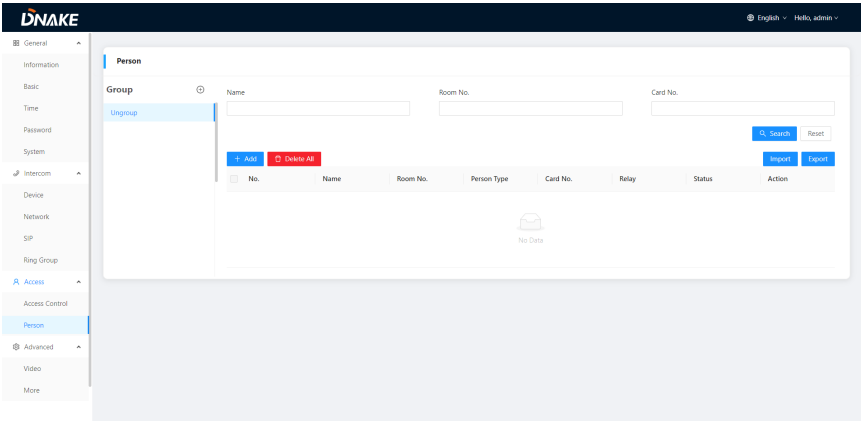 DNAKE
English Hello, admin
General
Information
Basic
Time
Password
System
Intercom
Device
Network
SIP
Ring Group
Access
Access Control
Person
Advanced
Video
More
Person
Group
Ungroup
Name Room No. Card No.
Search Reset
+ Add Delete All Import Export
No. Name Room No. Person Type Card No. Relay Status Action
No Data